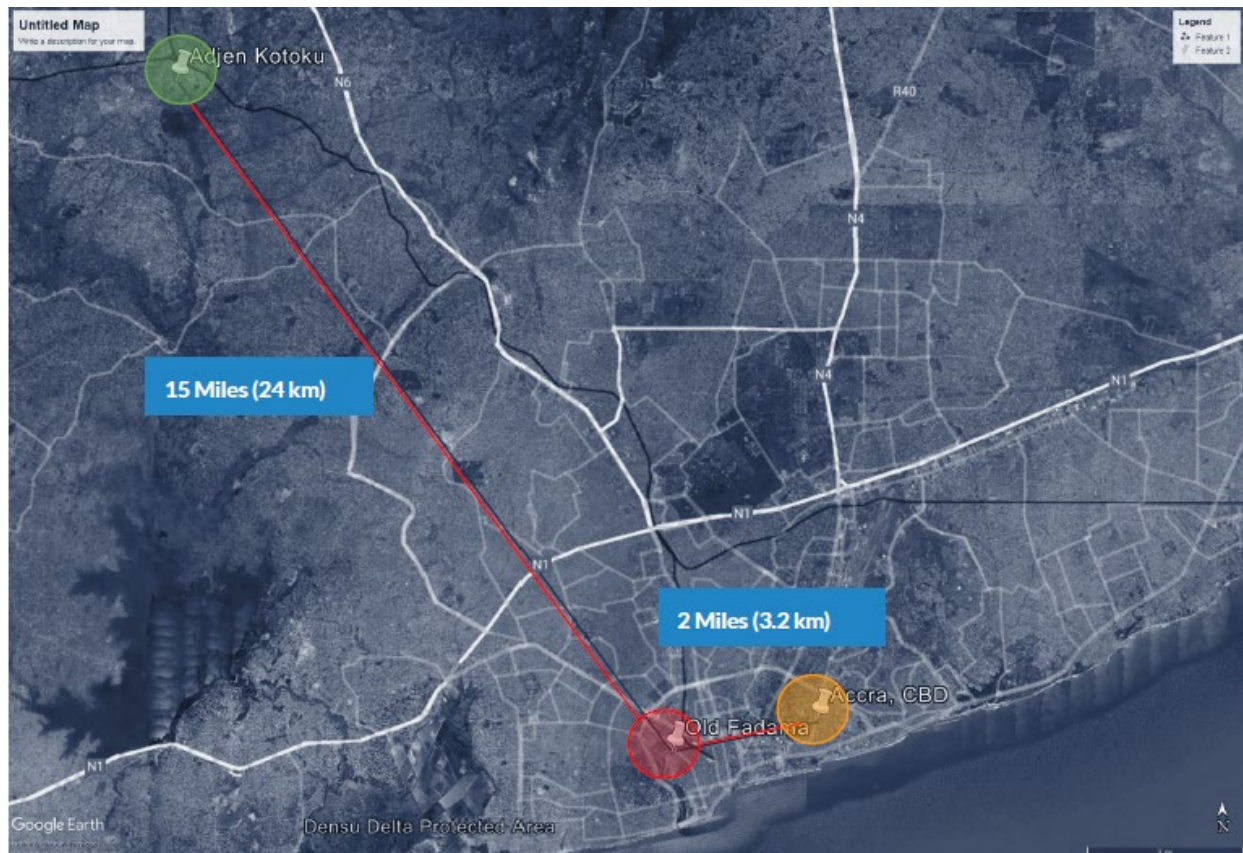 Untitled Map
Write a description for your map.
Legend
Feature 1
Feature 2
Adjen Kotoku
N6
R40
N4
15 Miles (24 km)
N4
N1
N1
N1
2 Miles (3.2 km)
Accra, CBD
Old Fadama
N1
Google Earth
Densu Delta Protected Area
N